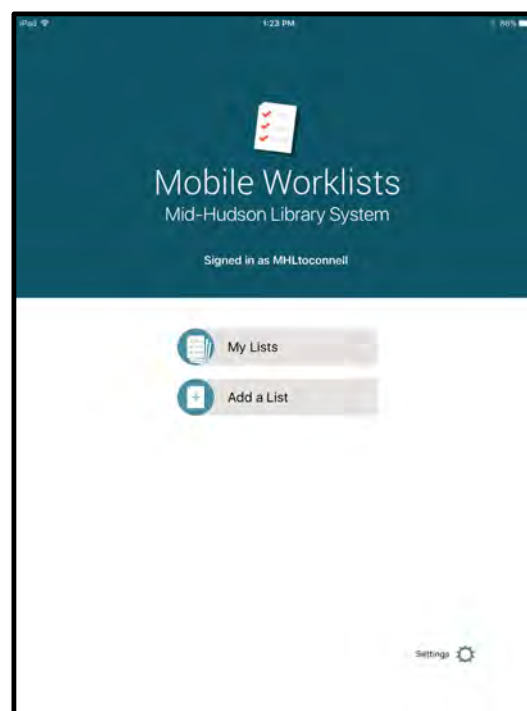 iPad 1:23 PM 86%
Mobile Worklists
Mid-Hudson Library System
Signed in as MHLtoconnell
My Lists
Add a List
Settings